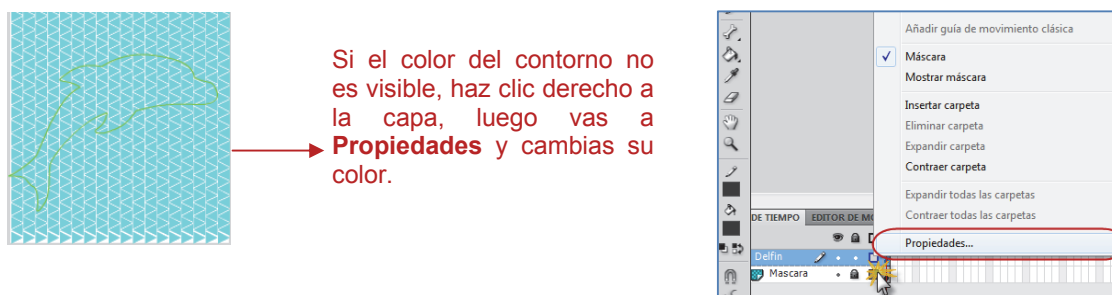 Si el color del contorno no
es visible, haz clic derecho a
la capa, luego vas a
Propiedades y cambias su
color.
Añadir guía de movimiento clásica
Máscara
Mostrar máscara
Insertar carpeta
Eliminar carpeta
Expandir carpeta
Contraer carpeta
Expandir todas las carpetas
Contraer todas las carpetas
Propiedades...
DE TIEMPO EDITOR DE MO
Delfin
Mascara